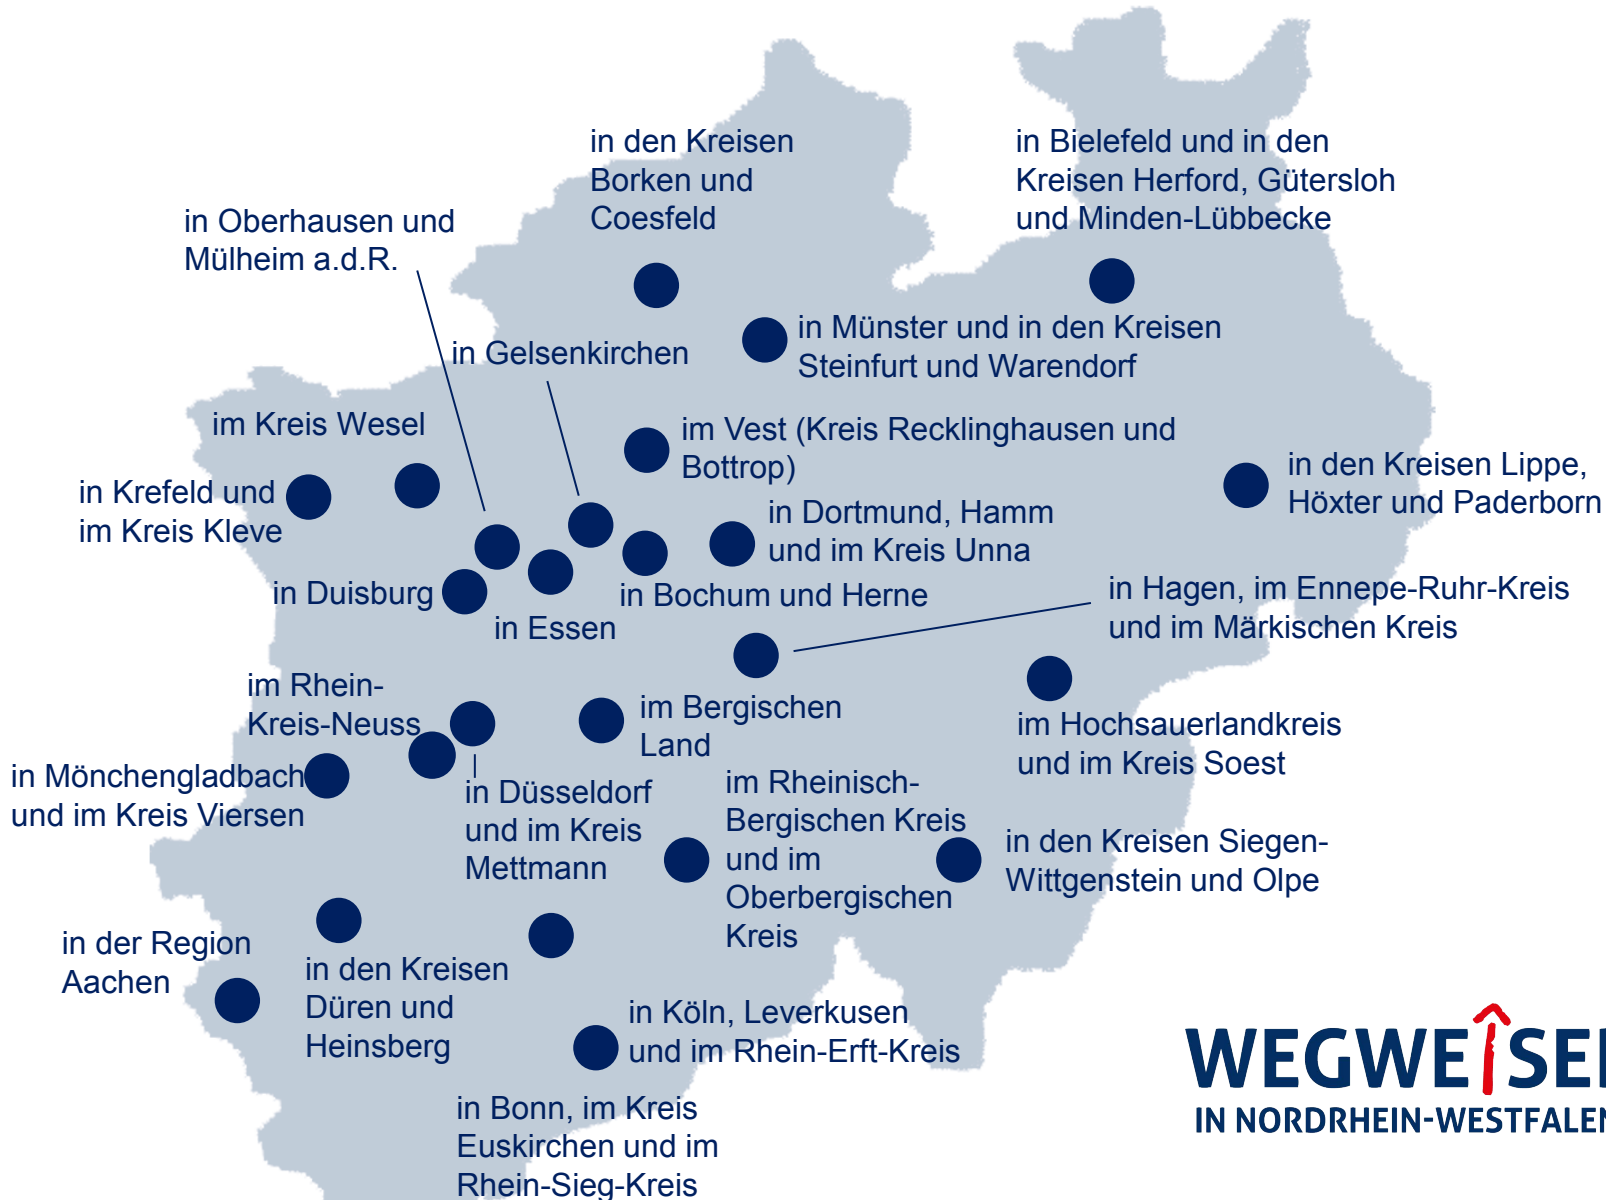 in den Kreisen
Borken und
Coesfeld
in Bielefeld und in den
Kreisen Herford, Gütersloh
und Minden-Lübbecke
in Oberhausen und
Mülheim a.d.R.
in Münster und in den Kreisen
Steinfurt und Warendorf
in Gelsenkirchen
im Kreis Wesel
im Vest (Kreis Recklinghausen und
Bottrop)
in den Kreisen Lippe,
Höxter und Paderborn
in Krefeld und
im Kreis Kleve
in Dortmund, Hamm
und im Kreis Unna
in Duisburg
in Essen
in Bochum und Herne
in Hagen, im Ennepe-Ruhr-Kreis
und im Märkischen Kreis
im Rhein-
Kreis-Neuss
im Bergischen
Land
im Hochsauerlandkreis
und im Kreis Soest
in Mönchengladbach
und im Kreis Viersen
in Düsseldorf
und im Kreis
Mettmann
im Rheinisch-
Bergischen Kreis
und im
Oberbergischen
Kreis
in den Kreisen Siegen-
Wittgenstein und Olpe
in der Region
Aachen
in den Kreisen
Düren und
Heinsberg
in Köln, Leverkusen
und im Rhein-Erft-Kreis
in Bonn, im Kreis
Euskirchen und im
Rhein-Sieg-Kreis
WEGWEISER
IN NORDRHEIN-WESTFALEN